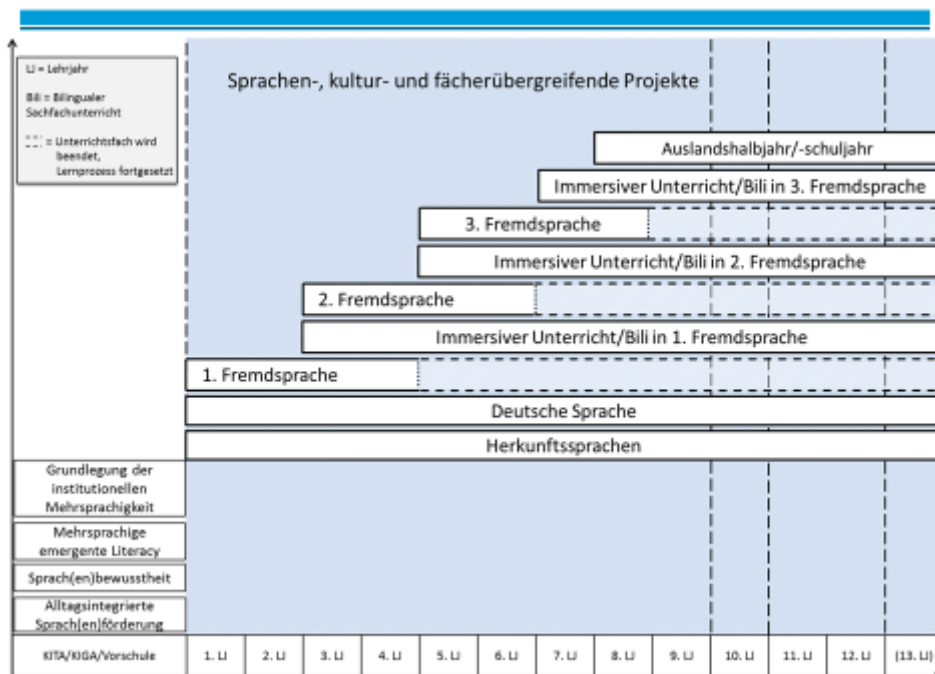 LJ = Lehrjahr
Bili = Bilingualer
Sachfachunterricht
= Unterrichtsfach wird
beendet,
Lernprozess fortgesetzt
Sprachen-, kultur- und fächerübergreifende Projekte
Auslandshalbjahr/-schuljahr
Immersiver Unterricht/Bili in 3. Fremdsprache
3. Fremdsprache
Immersiver Unterricht/Bili in 2. Fremdsprache
2. Fremdsprache
Immersiver Unterricht/Bili in 1. Fremdsprache
1. Fremdsprache
Deutsche Sprache
Herkunftssprachen
Grundlegung der
institutionellen
Mehrsprachigkeit
Mehrsprachige
emergente Literacy
Sprach(en)bewusstheit
Alltagsintegrierte
Sprach(en)förderung
KITA/KIGA/Vorschule 1. LJ 2. LJ 3. LJ 4. LJ 5. LJ 6. LJ 7. LJ 8. LJ 9. LJ 10. LJ 11. LJ 12. LJ (13. LJ)